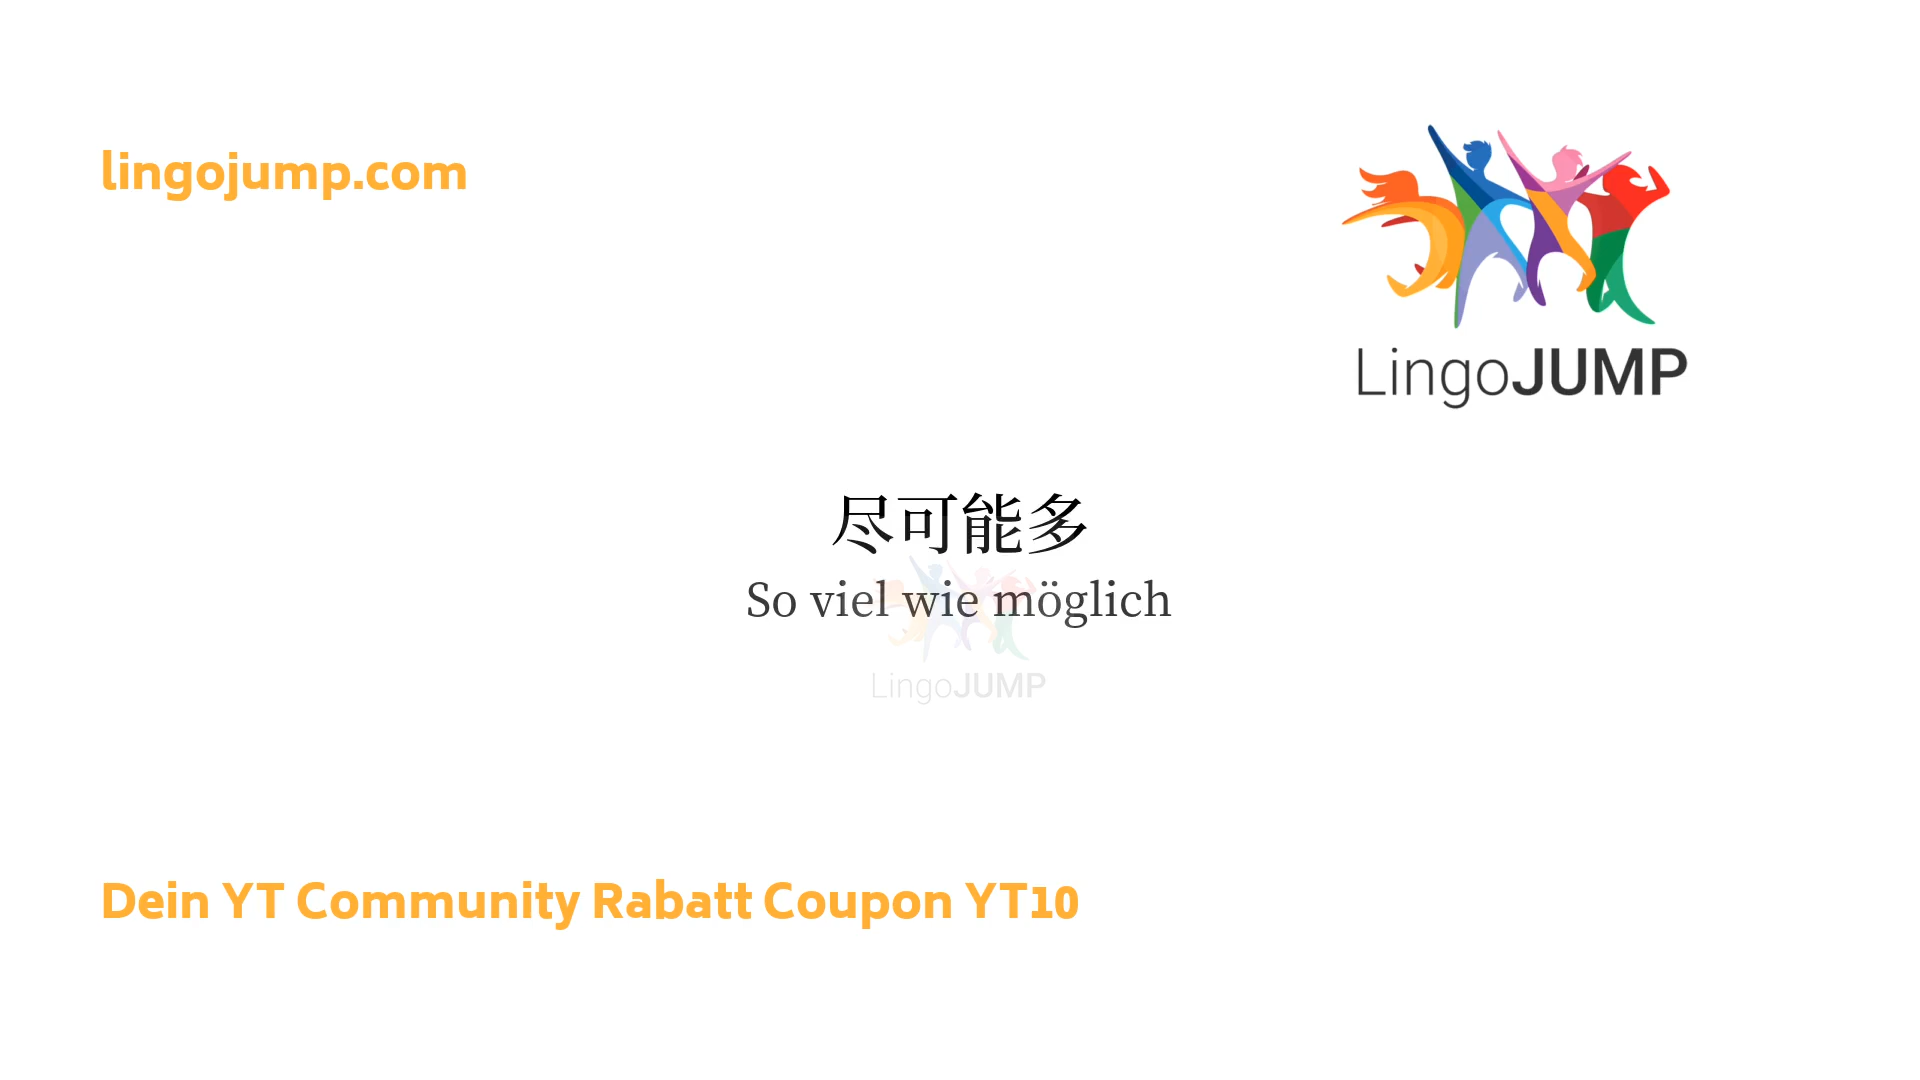 lingojump.com
LingoJUMP
尽可能多
So viel wie möglich
LingoJUMP
Dein YT Community Rabatt Coupon YT10